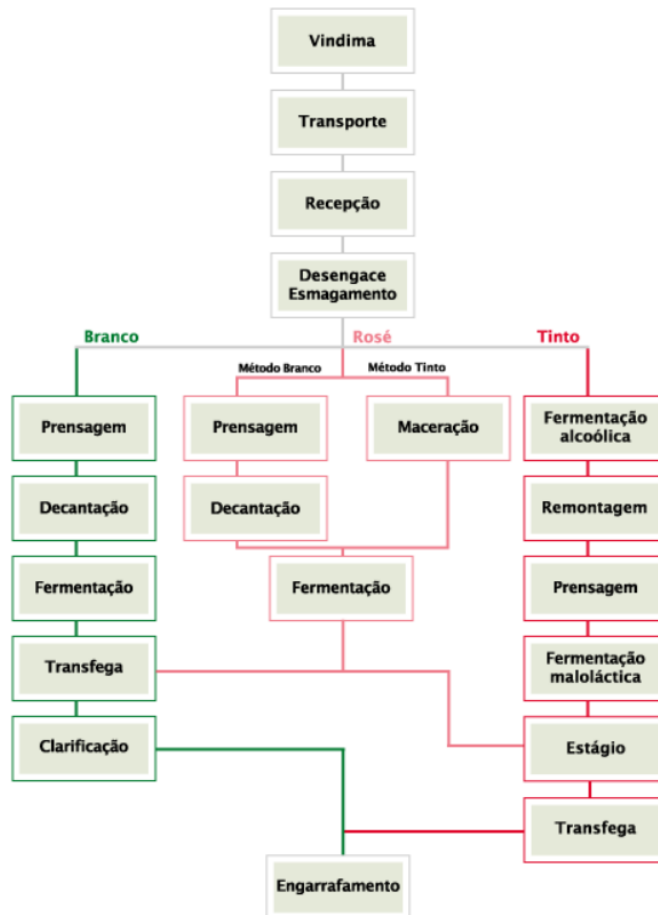 Vindima
Transporte
Recepção
Desengace
Esmagamento
Branco
Rosé
Tinto
Método Branco
Método Tinto
Prensagem
Prensagem
Maceração
Fermentação
alcoólica
Decantação
Decantação
Remontagem
Fermentação
Fermentação
Prensagem
Transfega
Fermentação
maloláctica
Clarificação
Estágio
Transfega
Engarrafamento